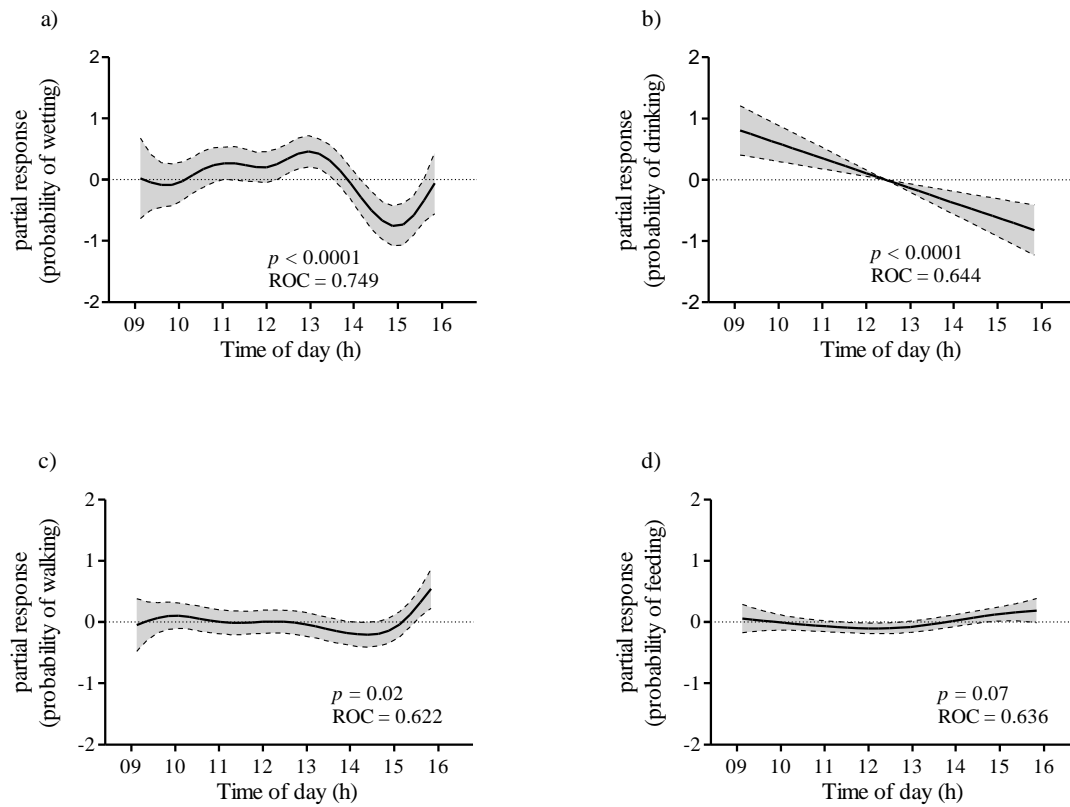 a)
partial response
(probability of wetting)
2
1
0
-1
-2
p < 0.0001
ROC = 0.749
09 10 11 12 13 14 15 16
Time of day (h)
b)
partial response
(probability of drinking)
2
1
0
-1
-2
p < 0.0001
ROC = 0.644
09 10 11 12 13 14 15 16
Time of day (h)
c)
partial response
(probability of walking)
2
1
0
-1
-2
p = 0.02
ROC = 0.622
09 10 11 12 13 14 15 16
Time of day (h)
d)
partial response
(probability of feeding)
2
1
0
-1
-2
p = 0.07
ROC = 0.636
09 10 11 12 13 14 15 16
Time of day (h)